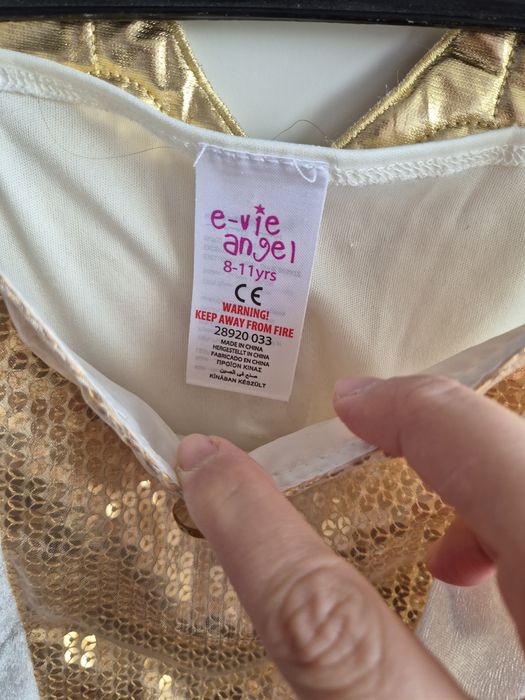 e-vie
angel
8-11yrs
CE
WARNING!
KEEP AWAY FROM FIRE
28920 033
MADE IN CHINA
HERGESTELLT IN CHINA
FABRICADO EN CHINA
ΠΡΟΪΟΝ ΚΙΝΑΣ
صنع في الصين
KÍNÁBAN KÉSZÜLT